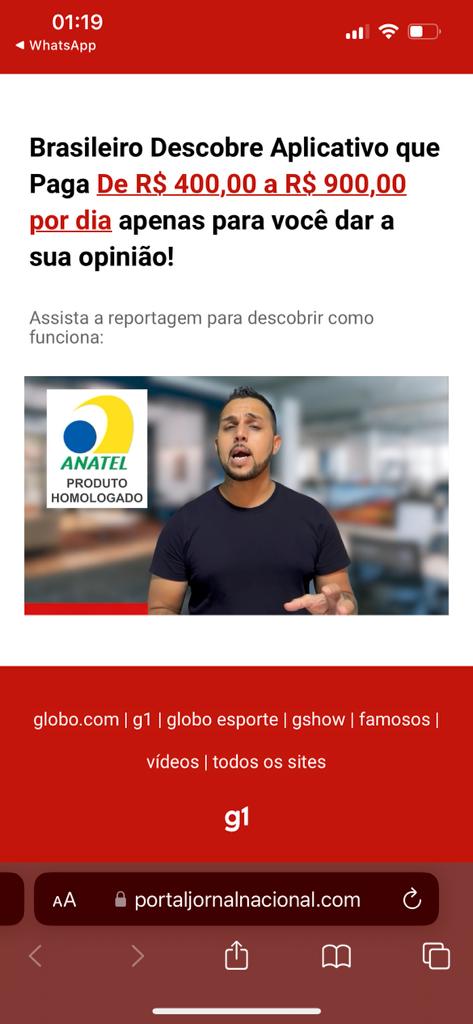 01:19
◀ WhatsApp
Brasileiro Descobre Aplicativo que
Paga De R$ 400,00 a R$ 900,00
por dia apenas para você dar a
sua opinião!
Assista a reportagem para descobrir como
funciona:
ANATEL
PRODUTO
HOMOLOGADO
globo.com | g1 | globo esporte | gshow | famosos |
vídeos | todos os sites
g1
AA portaljornalnacional.com